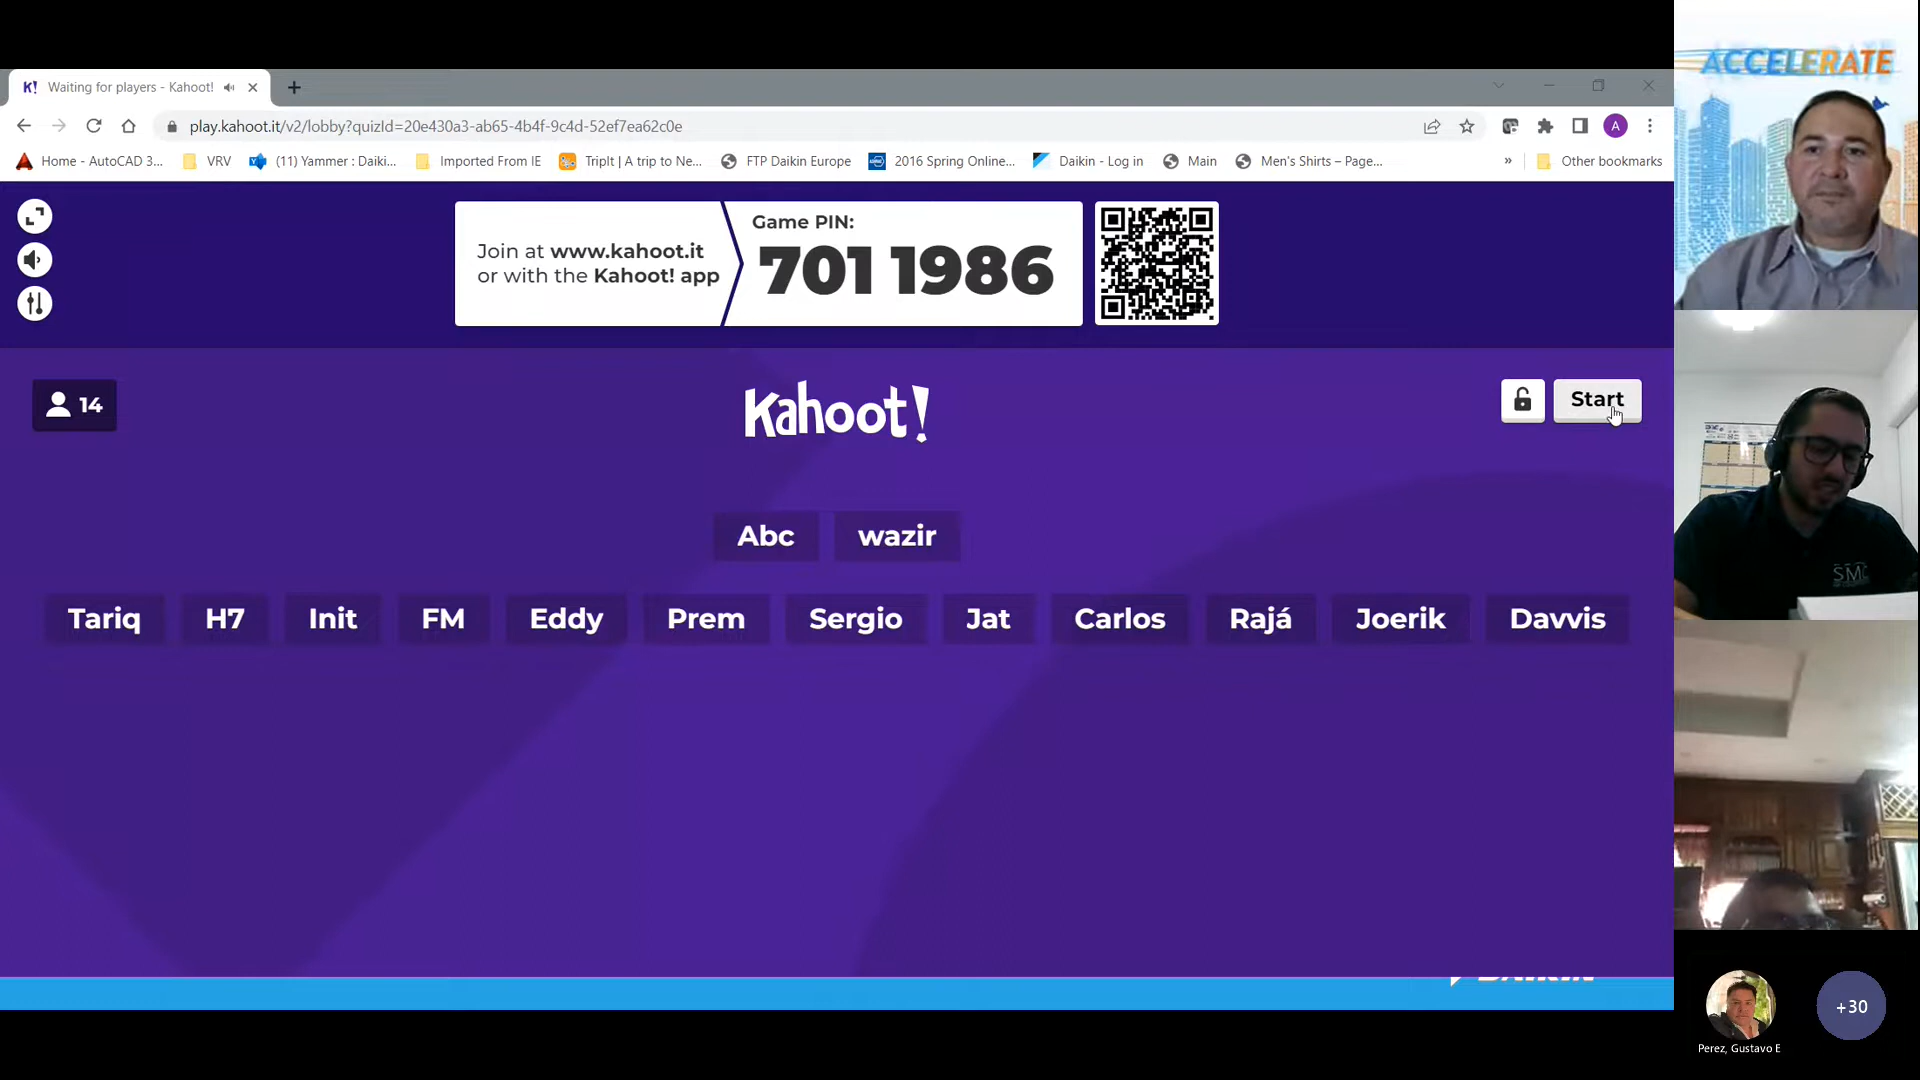 Waiting for players - Kahoot!
play.kahoot.it/v2/lobby?quizId=20e430a3-ab65-4b4f-9c4d-52ef7ea62c0e
A
Home - AutoCAD 3... VRV (11) Yammer : Daiki... Imported From IE TripIt | A trip to Ne... FTP Daikin Europe 2016 Spring Online... Daikin - Log in Main Men's Shirts – Page... » Other bookmarks
ACCELERATE
Join at www.kahoot.it
or with the Kahoot! app
Game PIN:
701 1986
14
Kahoot!
Start
Abc wazir
Tariq H7 Init FM Eddy Prem Sergio Jat Carlos Rajá Joerik Davvis
SMC
DAIKIN
+30
Perez, Gustavo E